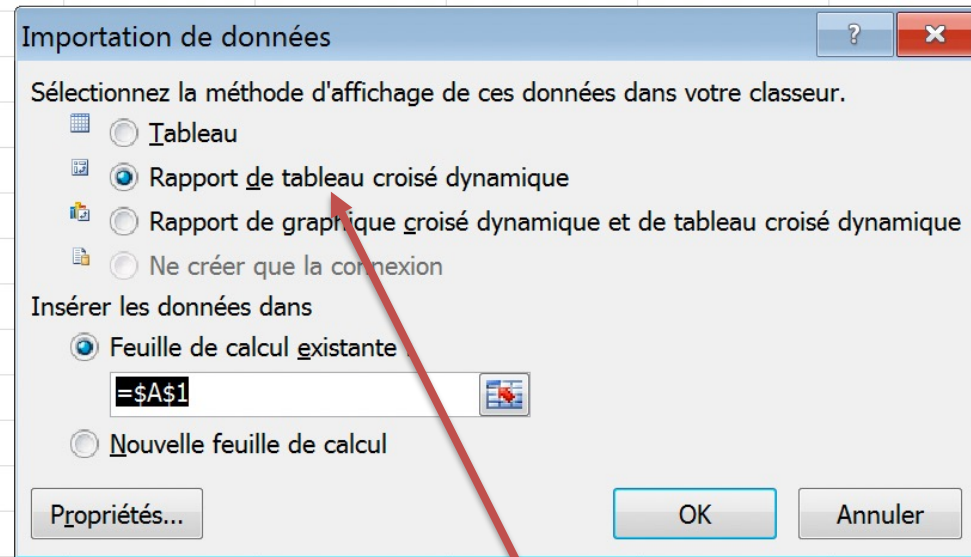 Importation de données
?
Sélectionnez la méthode d'affichage de ces données dans votre classeur.
Tableau
Rapport de tableau croisé dynamique
Rapport de graphique croisé dynamique et de tableau croisé dynamique
Ne créer que la connexion
Insérer les données dans
Feuille de calcul existante :
=$A$1
Nouvelle feuille de calcul
Propriétés...
OK
Annuler